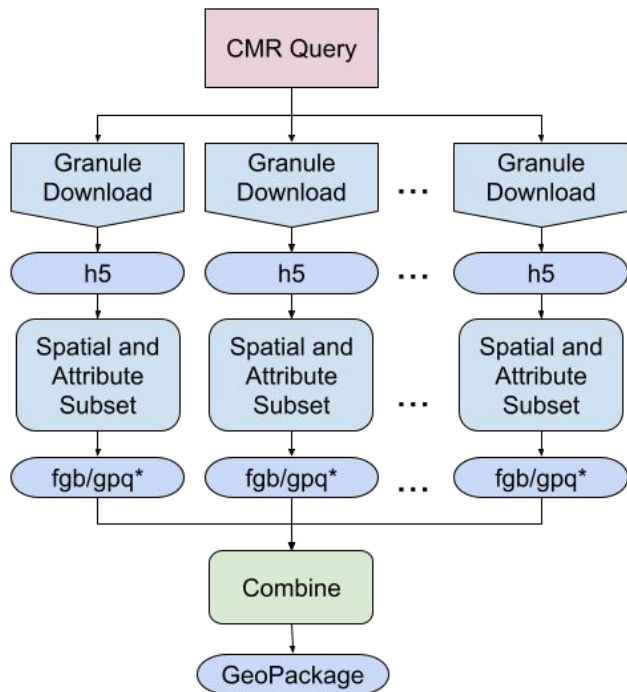 CMR Query
Granule Granule Granule
Download Download ... Download
h5 h5 ... h5
Spatial and Spatial and Spatial and
Attribute Attribute Attribute
Subset Subset ... Subset
fgb/gpq* fgb/gpq* ... fgb/gpq*
Combine
GeoPackage